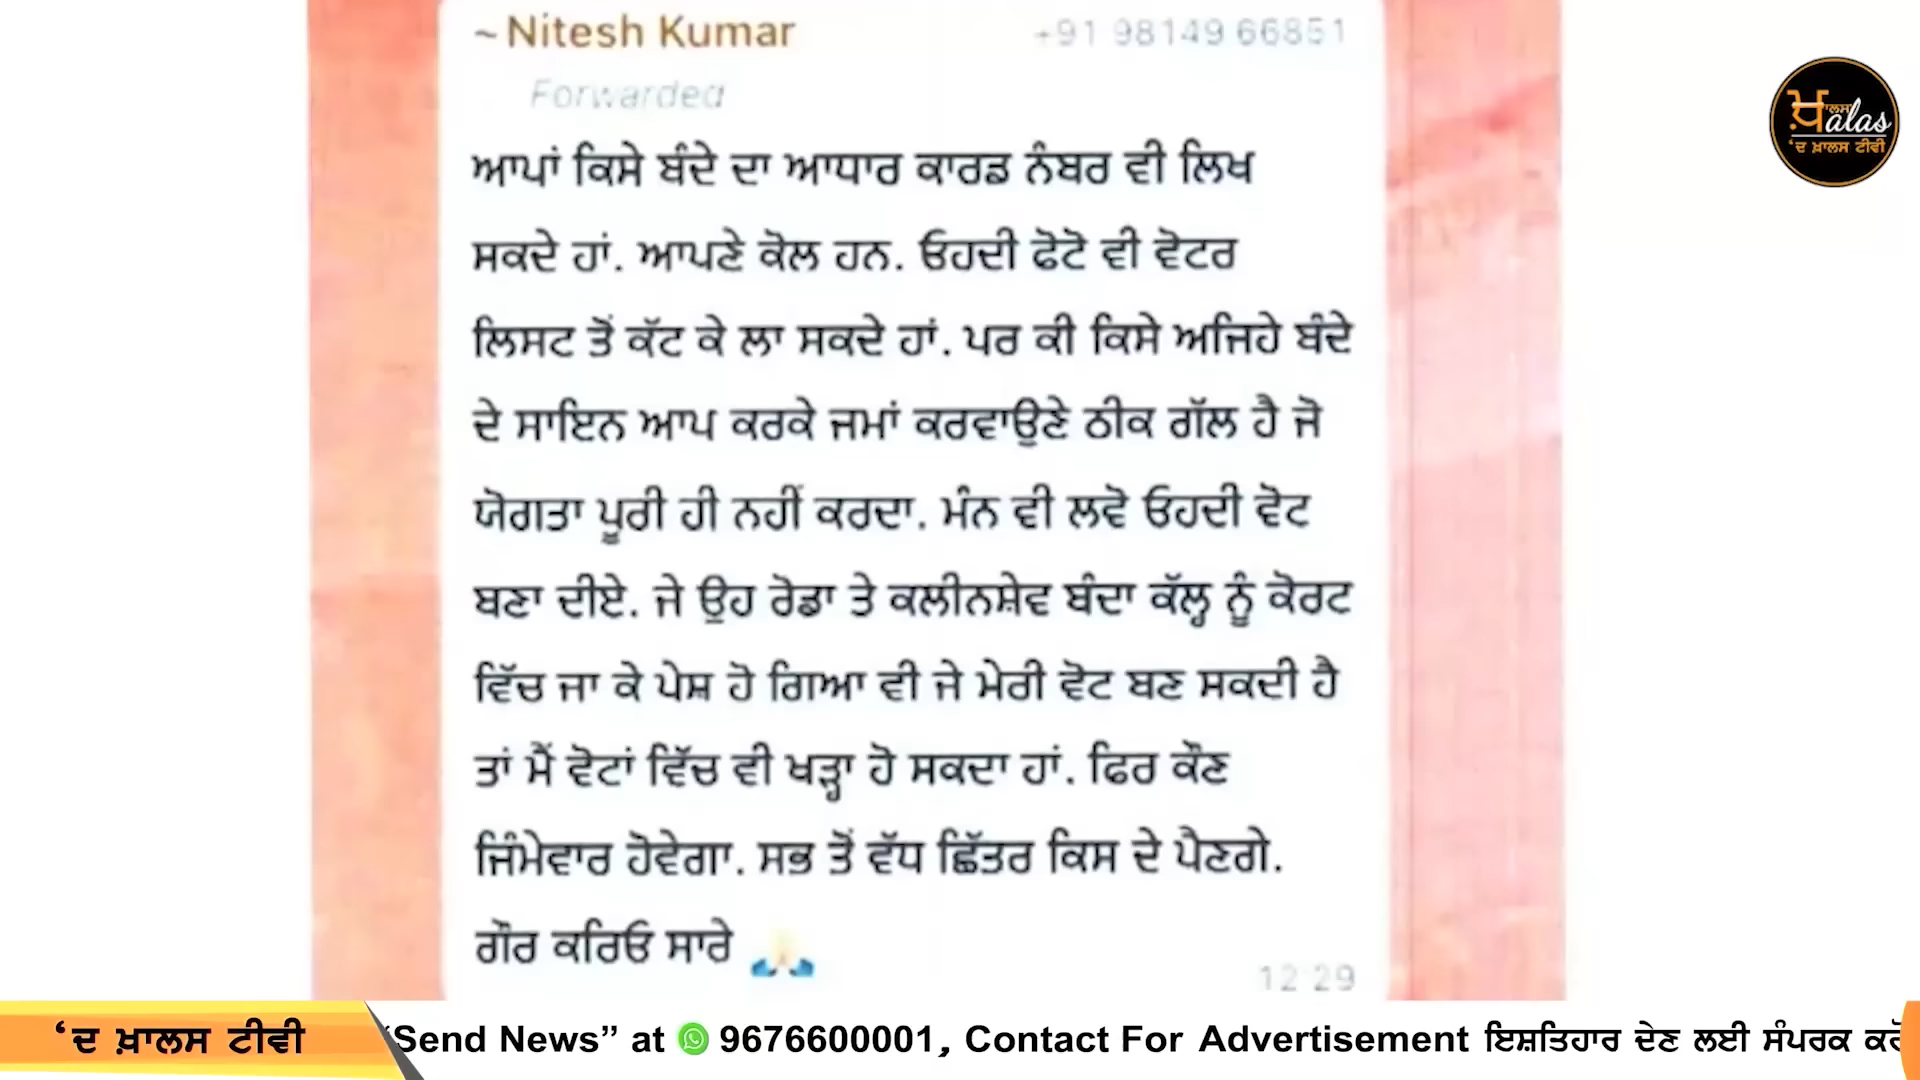 ~Nitesh Kumar +91 98149 66851
Forwarded
ਆਪਾਂ ਕਿਸੇ ਬੰਦੇ ਦਾ ਆਧਾਰ ਕਾਰਡ ਨੰਬਰ ਵੀ ਲਿਖ
ਸਕਦੇ ਹਾਂ. ਆਪਣੇ ਕੋਲ ਹਨ. ਓਹਦੀ ਫੋਟੋ ਵੀ ਵੋਟਰ
ਲਿਸਟ ਤੋਂ ਕੱਟ ਕੇ ਲਾ ਸਕਦੇ ਹਾਂ. ਪਰ ਕੀ ਕਿਸੇ ਅਜਿਹੇ ਬੰਦੇ
ਦੇ ਸਾਇਨ ਆਪ ਕਰਕੇ ਜਮਾਂ ਕਰਵਾਉਣੇ ਠੀਕ ਗੱਲ ਹੈ ਜੋ
ਯੋਗਤਾ ਪੂਰੀ ਹੀ ਨਹੀਂ ਕਰਦਾ. ਮੰਨ ਵੀ ਲਵੋ ਓਹਦੀ ਵੋਟ
ਬਣਾ ਦੀਏ. ਜੇ ਉਹ ਰੋਡਾ ਤੇ ਕਲੀਨਸ਼ੇਵ ਬੰਦਾ ਕੱਲ੍ਹ ਨੂੰ ਕੋਰਟ
ਵਿੱਚ ਜਾ ਕੇ ਪੇਸ਼ ਹੋ ਗਿਆ ਵੀ ਜੇ ਮੇਰੀ ਵੋਟ ਬਣ ਸਕਦੀ ਹੈ
ਤਾਂ ਮੈਂ ਵੋਟਾਂ ਵਿੱਚ ਵੀ ਖੜ੍ਹਾ ਹੋ ਸਕਦਾ ਹਾਂ. ਫਿਰ ਕੌਣ
ਜਿੰਮੇਵਾਰ ਹੋਵੇਗਾ. ਸਭ ਤੋਂ ਵੱਧ ਛਿੱਤਰ ਕਿਸ ਦੇ ਪੈਣਗੇ.
ਗੌਰ ਕਰਿਓ ਸਾਰੇ 🙏🏻
12:29
ਖ਼ਾਲਸ alas
'ਦ ਖ਼ਾਲਸ ਟੀਵੀ
‘ਦ ਖ਼ਾਲਸ ਟੀਵੀ “Send News” at 9676600001, Contact For Advertisement ਇਸ਼ਤਿਹਾਰ ਦੇਣ ਲਈ ਸੰਪਰਕ